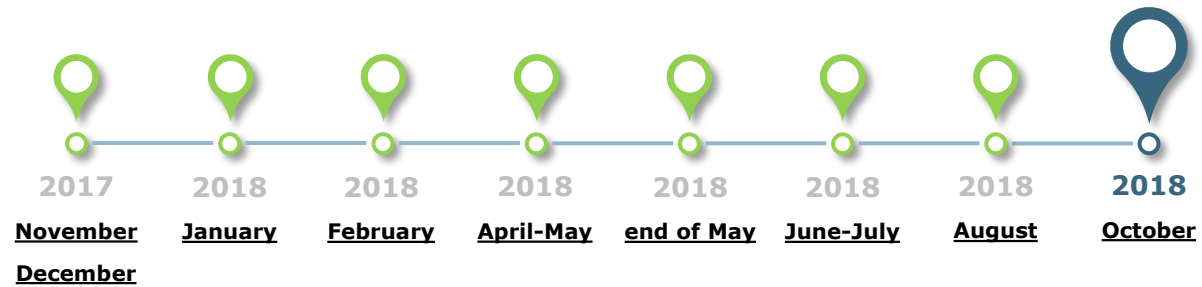 2017 2018 2018 2018 2018 2018 2018 2018
November January February April-May end of May June-July August October
December